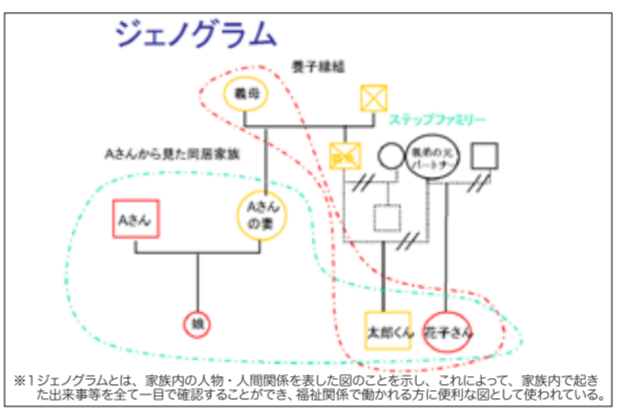 ジェノグラム
養子縁組
義母
ステップファミリー
Aさんから見た同居家族
義弟の元
パートナー
Aさん
Aさん
の妻
娘
太郎くん
花子さん
※1ジェノグラムとは、家族内の人物・人間関係を表した図のことを示し、これによって、家族内で起き
た出来事等を全て一目で確認することができ、福祉関係で働かれる方に便利な図として使われている。